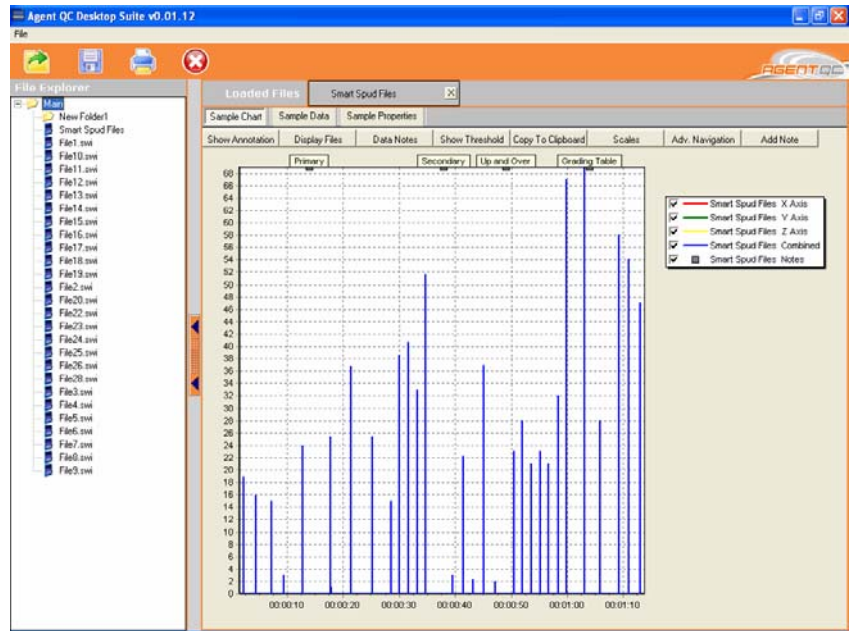 Agent QC Desktop Suite v0.01.12
File
AGENTQC
File Explorer
Main
New Folder1
Smart Spud Files
File1.swi
File10.swi
File11.swi
File12.swi
File13.swi
File14.swi
File15.swi
File16.swi
File17.swi
File18.swi
File19.swi
File2.swi
File20.swi
File22.swi
File23.swi
File24.swi
File25.swi
File26.swi
File28.swi
File3.swi
File4.swi
File5.swi
File6.swi
File7.swi
File8.swi
File9.swi
Loaded Files Smart Spud Files
Sample Chart Sample Data Sample Properties
Show Annotation Display Files Data Notes Show Threshold Copy To Clipboard Scales Adv. Navigation Add Note
Primary Secondary Up and Over Grading Table
68
66
64
62
60
58
56
54
52
50
48
46
44
42
40
38
36
34
32
30
28
26
24
22
20
18
16
14
12
10
8
6
4
2
0
00:00:10 00:00:20 00:00:30 00:00:40 00:00:50 00:01:00 00:01:10
Smart Spud Files X Axis
Smart Spud Files Y Axis
Smart Spud Files Z Axis
Smart Spud Files Combined
Smart Spud Files Notes